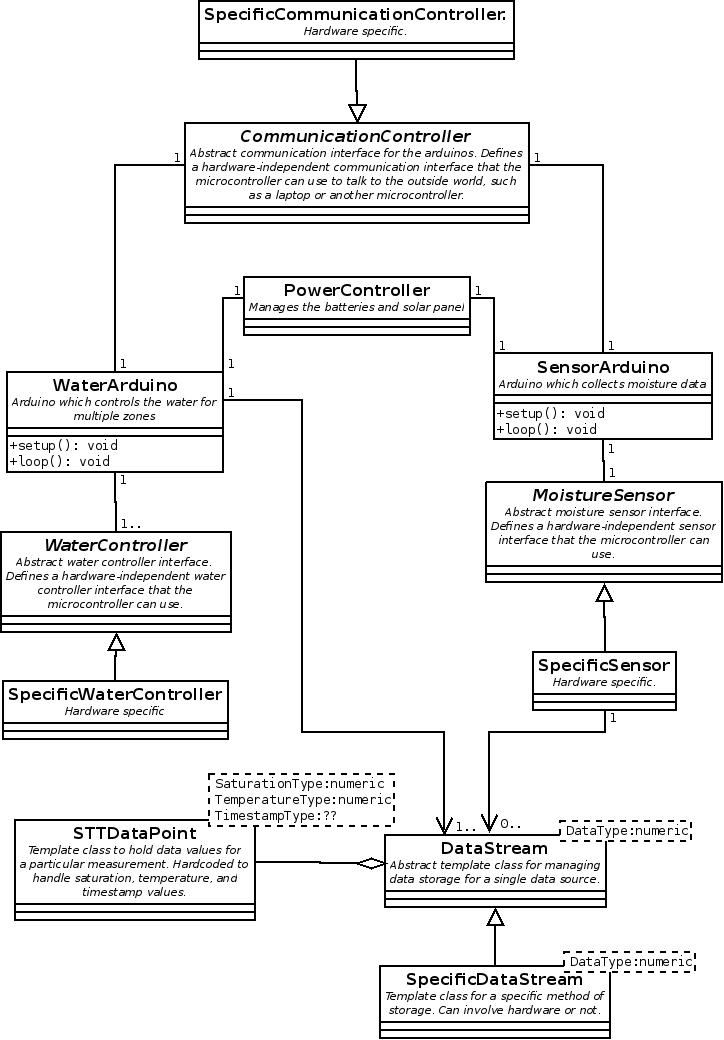 SpecificCommunicationController.
Hardware specific.
CommunicationController
Abstract communication interface for the arduinos. Defines
a hardware-independent communication interface that the
microcontroller can use to talk to the outside world, such
as a laptop or another microcontroller.
1
1
PowerController
Manages the batteries and solar panel
1
1
1
1
1
1
WaterArduino
Arduino which controls the water for
multiple zones
+setup(): void
+loop(): void
1
SensorArduino
Arduino which collects moisture data
+setup(): void
+loop(): void
1
1
1
1..
MoistureSensor
Abstract moisture sensor interface.
Defines a hardware-independent sensor
interface that the microcontroller can
use.
WaterController
Abstract water controller interface.
Defines a hardware-independent water
controller interface that the
microcontroller can use.
SpecificSensor
Hardware specific.
1
SpecificWaterController
Hardware specific
SaturationType:numeric
TemperatureType:numeric
TimestampType:??
STTDataPoint
Template class to hold data values for
a particular measurement. Hardcoded to
handle saturation, temperature, and
timestamp values.
1..
0..
DataType:numeric
DataStream
Abstract template class for managing
data storage for a single data source.
DataType:numeric
SpecificDataStream
Template class for a specific method of
storage. Can involve hardware or not.